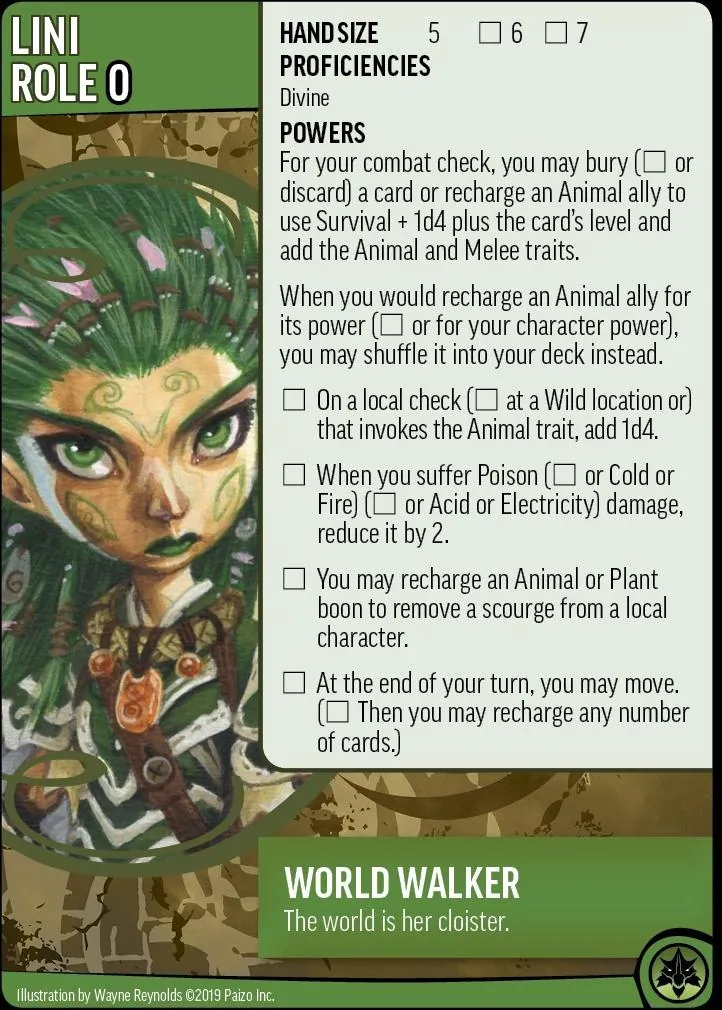 LINI
ROLE 0
HAND SIZE 5 ☐ 6 ☐ 7
PROFICIENCIES
Divine
POWERS
For your combat check, you may bury (☐ or
discard) a card or recharge an Animal ally to
use Survival + 1d4 plus the card's level and
add the Animal and Melee traits.
When you would recharge an Animal ally for
its power (☐ or for your character power),
you may shuffle it into your deck instead.
☐ On a local check (☐ at a Wild location or)
that invokes the Animal trait, add 1d4.
☐ When you suffer Poison (☐ or Cold or
Fire) (☐ or Acid or Electricity) damage,
reduce it by 2.
☐ You may recharge an Animal or Plant
boon to remove a scourge from a local
character.
☐ At the end of your turn, you may move.
(☐ Then you may recharge any number
of cards.)
WORLD WALKER
The world is her cloister.
Illustration by Wayne Reynolds ©2019 Paizo Inc.